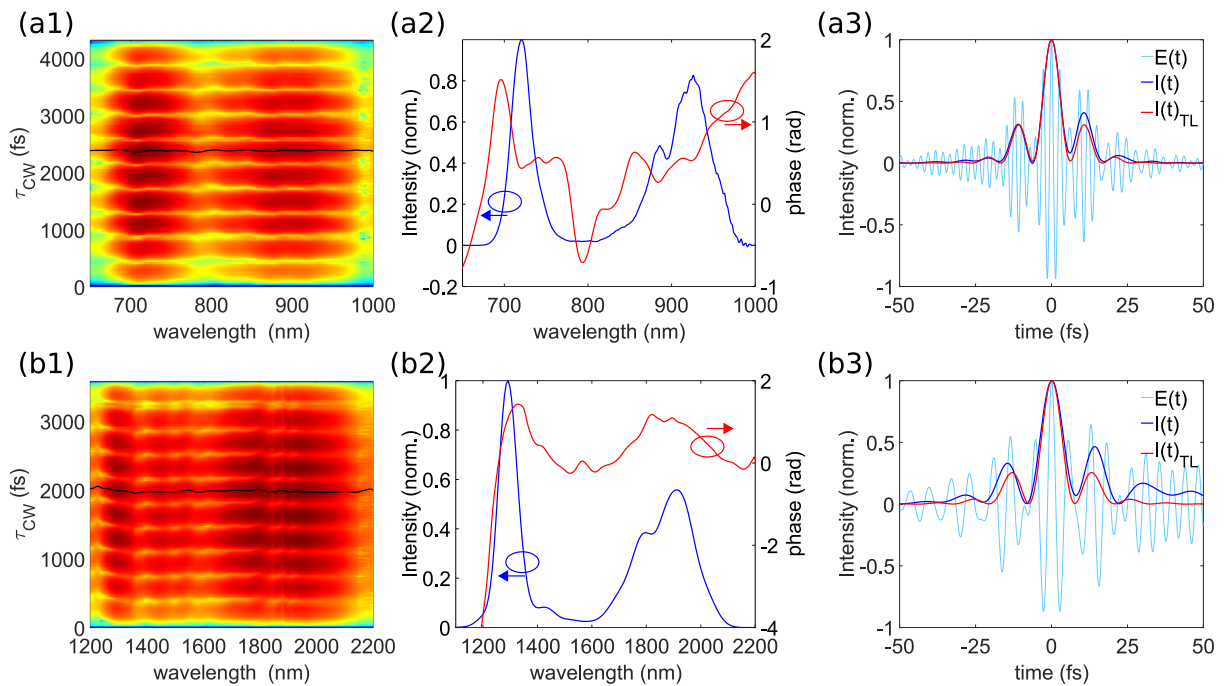 (a1)
4000
3000
2000
1000
0
τCW (fs)
700 800 900 1000
wavelength (nm)
(a2)
1
0.8
0.6
0.4
0.2
0
-0.2
Intensity (norm.)
2
1
0
-1
phase (rad)
700 800 900 1000
wavelength (nm)
(a3)
1
0.5
0
-0.5
-1
Intensity (norm.)
E(t)
I(t)
I(t)TL
-50 -25 0 25 50
time (fs)
(b1)
3000
2000
1000
0
τCW (fs)
1200 1400 1600 1800 2000 2200
wavelength (nm)
(b2)
1
0.8
0.6
0.4
0.2
0
Intensity (norm.)
2
0
-2
-4
phase (rad)
1200 1400 1600 1800 2000 2200
wavelength (nm)
(b3)
1
0.5
0
-0.5
-1
Intensity (norm.)
E(t)
I(t)
I(t)TL
-50 -25 0 25 50
time (fs)